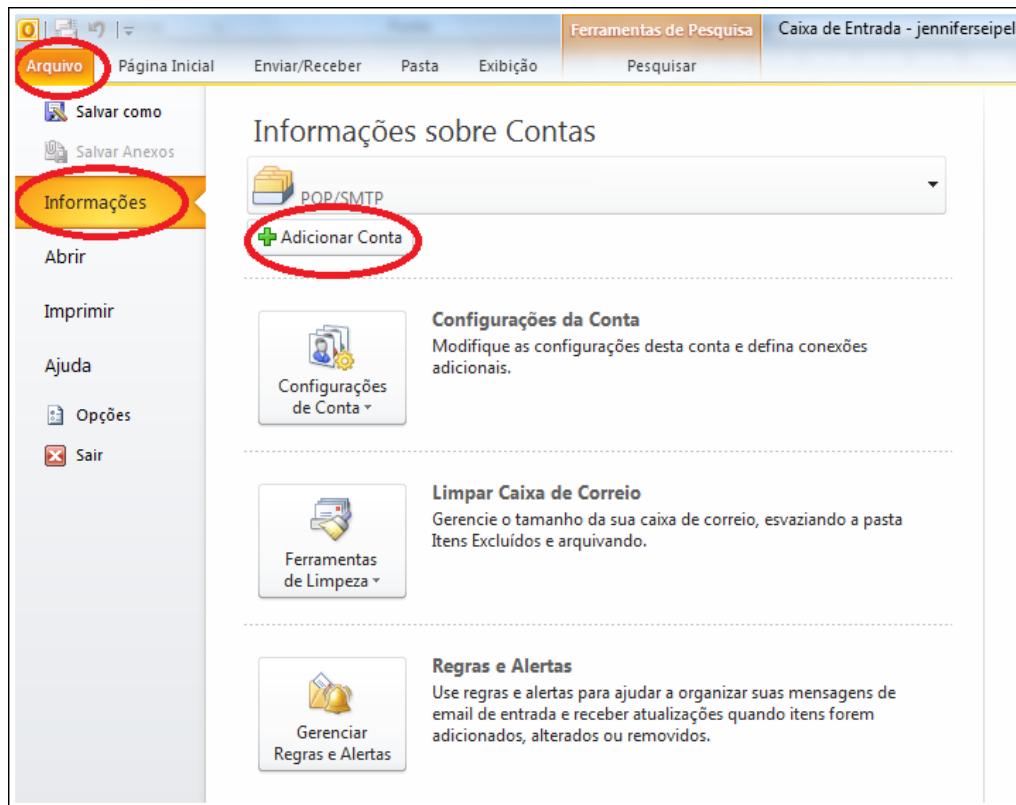 Ferramentas de Pesquisa
Caixa de Entrada - jenniferseipel
Arquivo
Página Inicial
Enviar/Receber
Pasta
Exibição
Pesquisar
Salvar como
Salvar Anexos
Informações
Abrir
Imprimir
Ajuda
Opções
Sair
Informações sobre Contas
POP/SMTP
Adicionar Conta
Configurações
de Conta
Configurações da Conta
Modifique as configurações desta conta e defina conexões
adicionais.
Ferramentas
de Limpeza
Limpar Caixa de Correio
Gerencie o tamanho da sua caixa de correio, esvaziando a pasta
Itens Excluídos e arquivando.
Gerenciar
Regras e Alertas
Regras e Alertas
Use regras e alertas para ajudar a organizar suas mensagens de
email de entrada e receber atualizações quando itens forem
adicionados, alterados ou removidos.